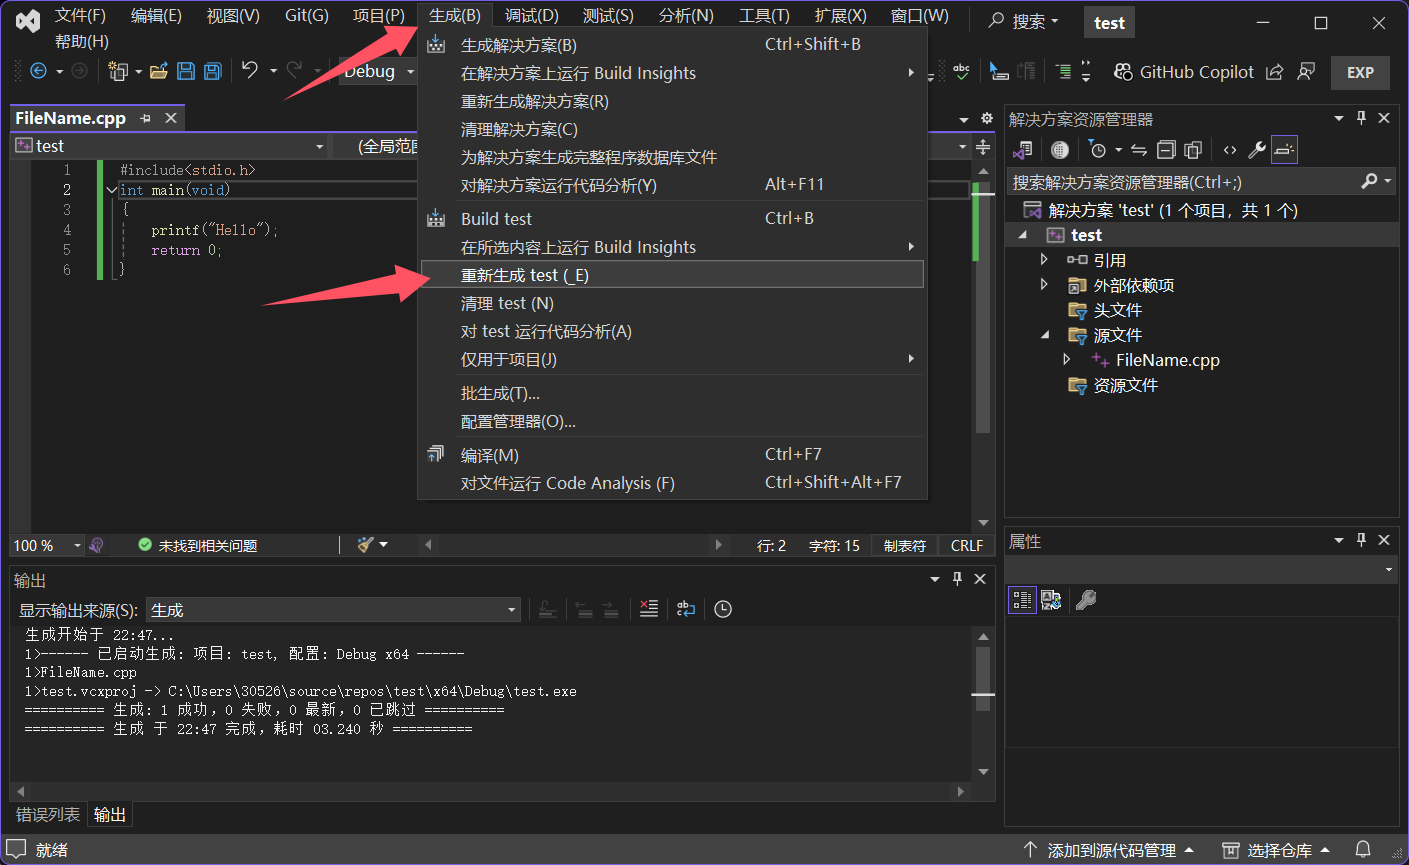 文件(F) 编辑(E) 视图(V) Git(G) 项目(P) 生成(B) 调试(D) 测试(S) 分析(N) 工具(T) 扩展(X) 窗口(W) 搜索 test
帮助(H)
Debug
GitHub Copilot
EXP
FileName.cpp
test
(全局范围
1 #include<stdio.h>
2 int main(void)
3 {
4 printf("Hello");
5 return 0;
6 }
生成解决方案(B) Ctrl+Shift+B
在解决方案上运行 Build Insights
重新生成解决方案(R)
清理解决方案(C)
为解决方案生成完整程序数据库文件
对解决方案运行代码分析(Y) Alt+F11
Build test Ctrl+B
在所选内容上运行 Build Insights
重新生成 test (_E)
清理 test (N)
对 test 运行代码分析(A)
仅用于项目(J)
批生成(T)...
配置管理器(O)...
编译(M) Ctrl+F7
对文件运行 Code Analysis (F) Ctrl+Shift+Alt+F7
100 % 未找到相关问题 行: 2 字符: 15 制表符 CRLF
输出
显示输出来源(S): 生成
生成开始于 22:47...
1>------ 已启动生成: 项目: test, 配置: Debug x64 ------
1>FileName.cpp
1>test.vcxproj -> C:\Users\30526\source\repos\test\x64\Debug\test.exe
========== 生成: 1 成功，0 失败，0 最新，0 已跳过 ==========
========== 生成 于 22:47 完成，耗时 03.240 秒 ==========
错误列表 输出
解决方案资源管理器
搜索解决方案资源管理器(Ctrl+;)
解决方案 'test' (1 个项目，共 1 个)
test
引用
外部依赖项
头文件
源文件
FileName.cpp
资源文件
属性
就绪 添加到源代码管理 选择仓库